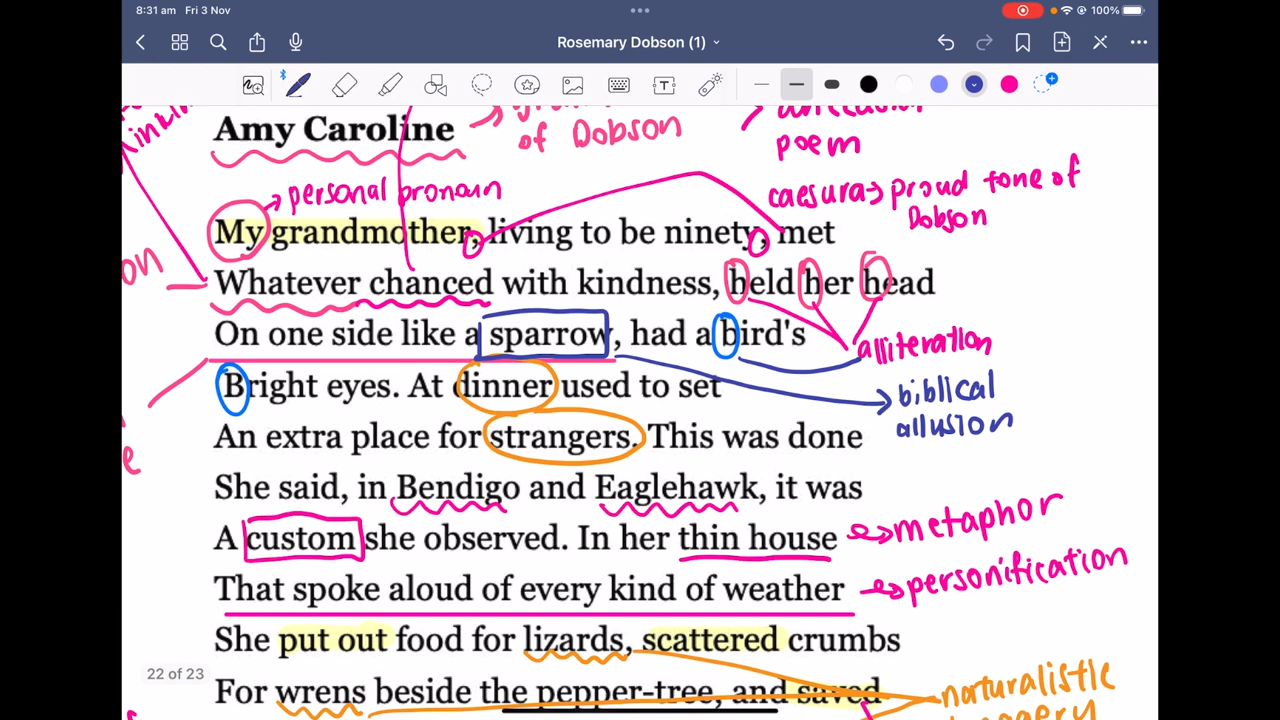 8:31 am Fri 3 Nov
100%
Rosemary Dobson (1)
Amy Caroline
of Dobson
poem
personal pronoun
caesura → proud tone of
Dobson
My grandmother, living to be ninety, met
on
Whatever chanced with kindness, held her head
On one side like a sparrow, had a bird's
alliteration
Bright eyes. At dinner used to set
biblical
allusion
An extra place for strangers. This was done
She said, in Bendigo and Eaglehawk, it was
A custom she observed. In her thin house
metaphor
That spoke aloud of every kind of weather
personification
She put out food for lizards, scattered crumbs
22 of 23
For wrens beside the pepper-tree, and saved
naturalistic